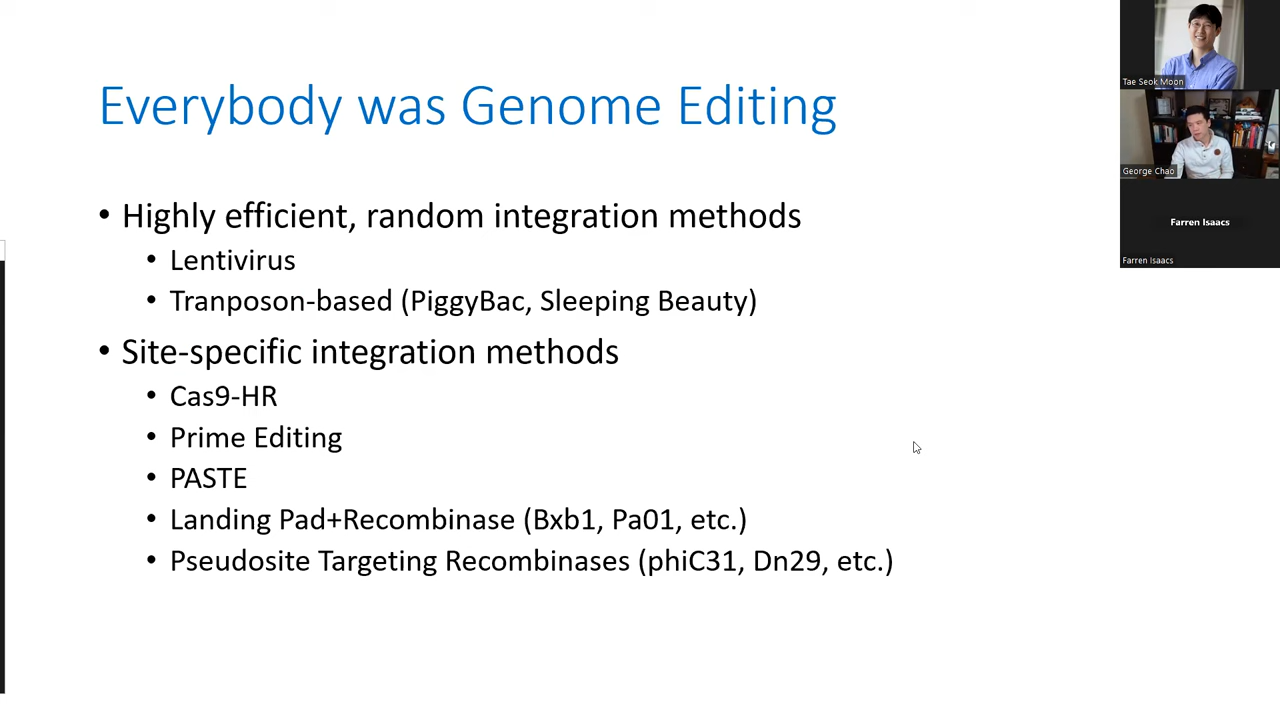 Everybody was Genome Editing
• Highly efficient, random integration methods
• Lentivirus
• Tranposon-based (PiggyBac, Sleeping Beauty)
• Site-specific integration methods
• Cas9-HR
• Prime Editing
• PASTE
• Landing Pad+Recombinase (Bxb1, Pa01, etc.)
• Pseudosite Targeting Recombinases (phiC31, Dn29, etc.)
Tae Seok Moon
George Chao
Farren Isaacs
Farren Isaacs